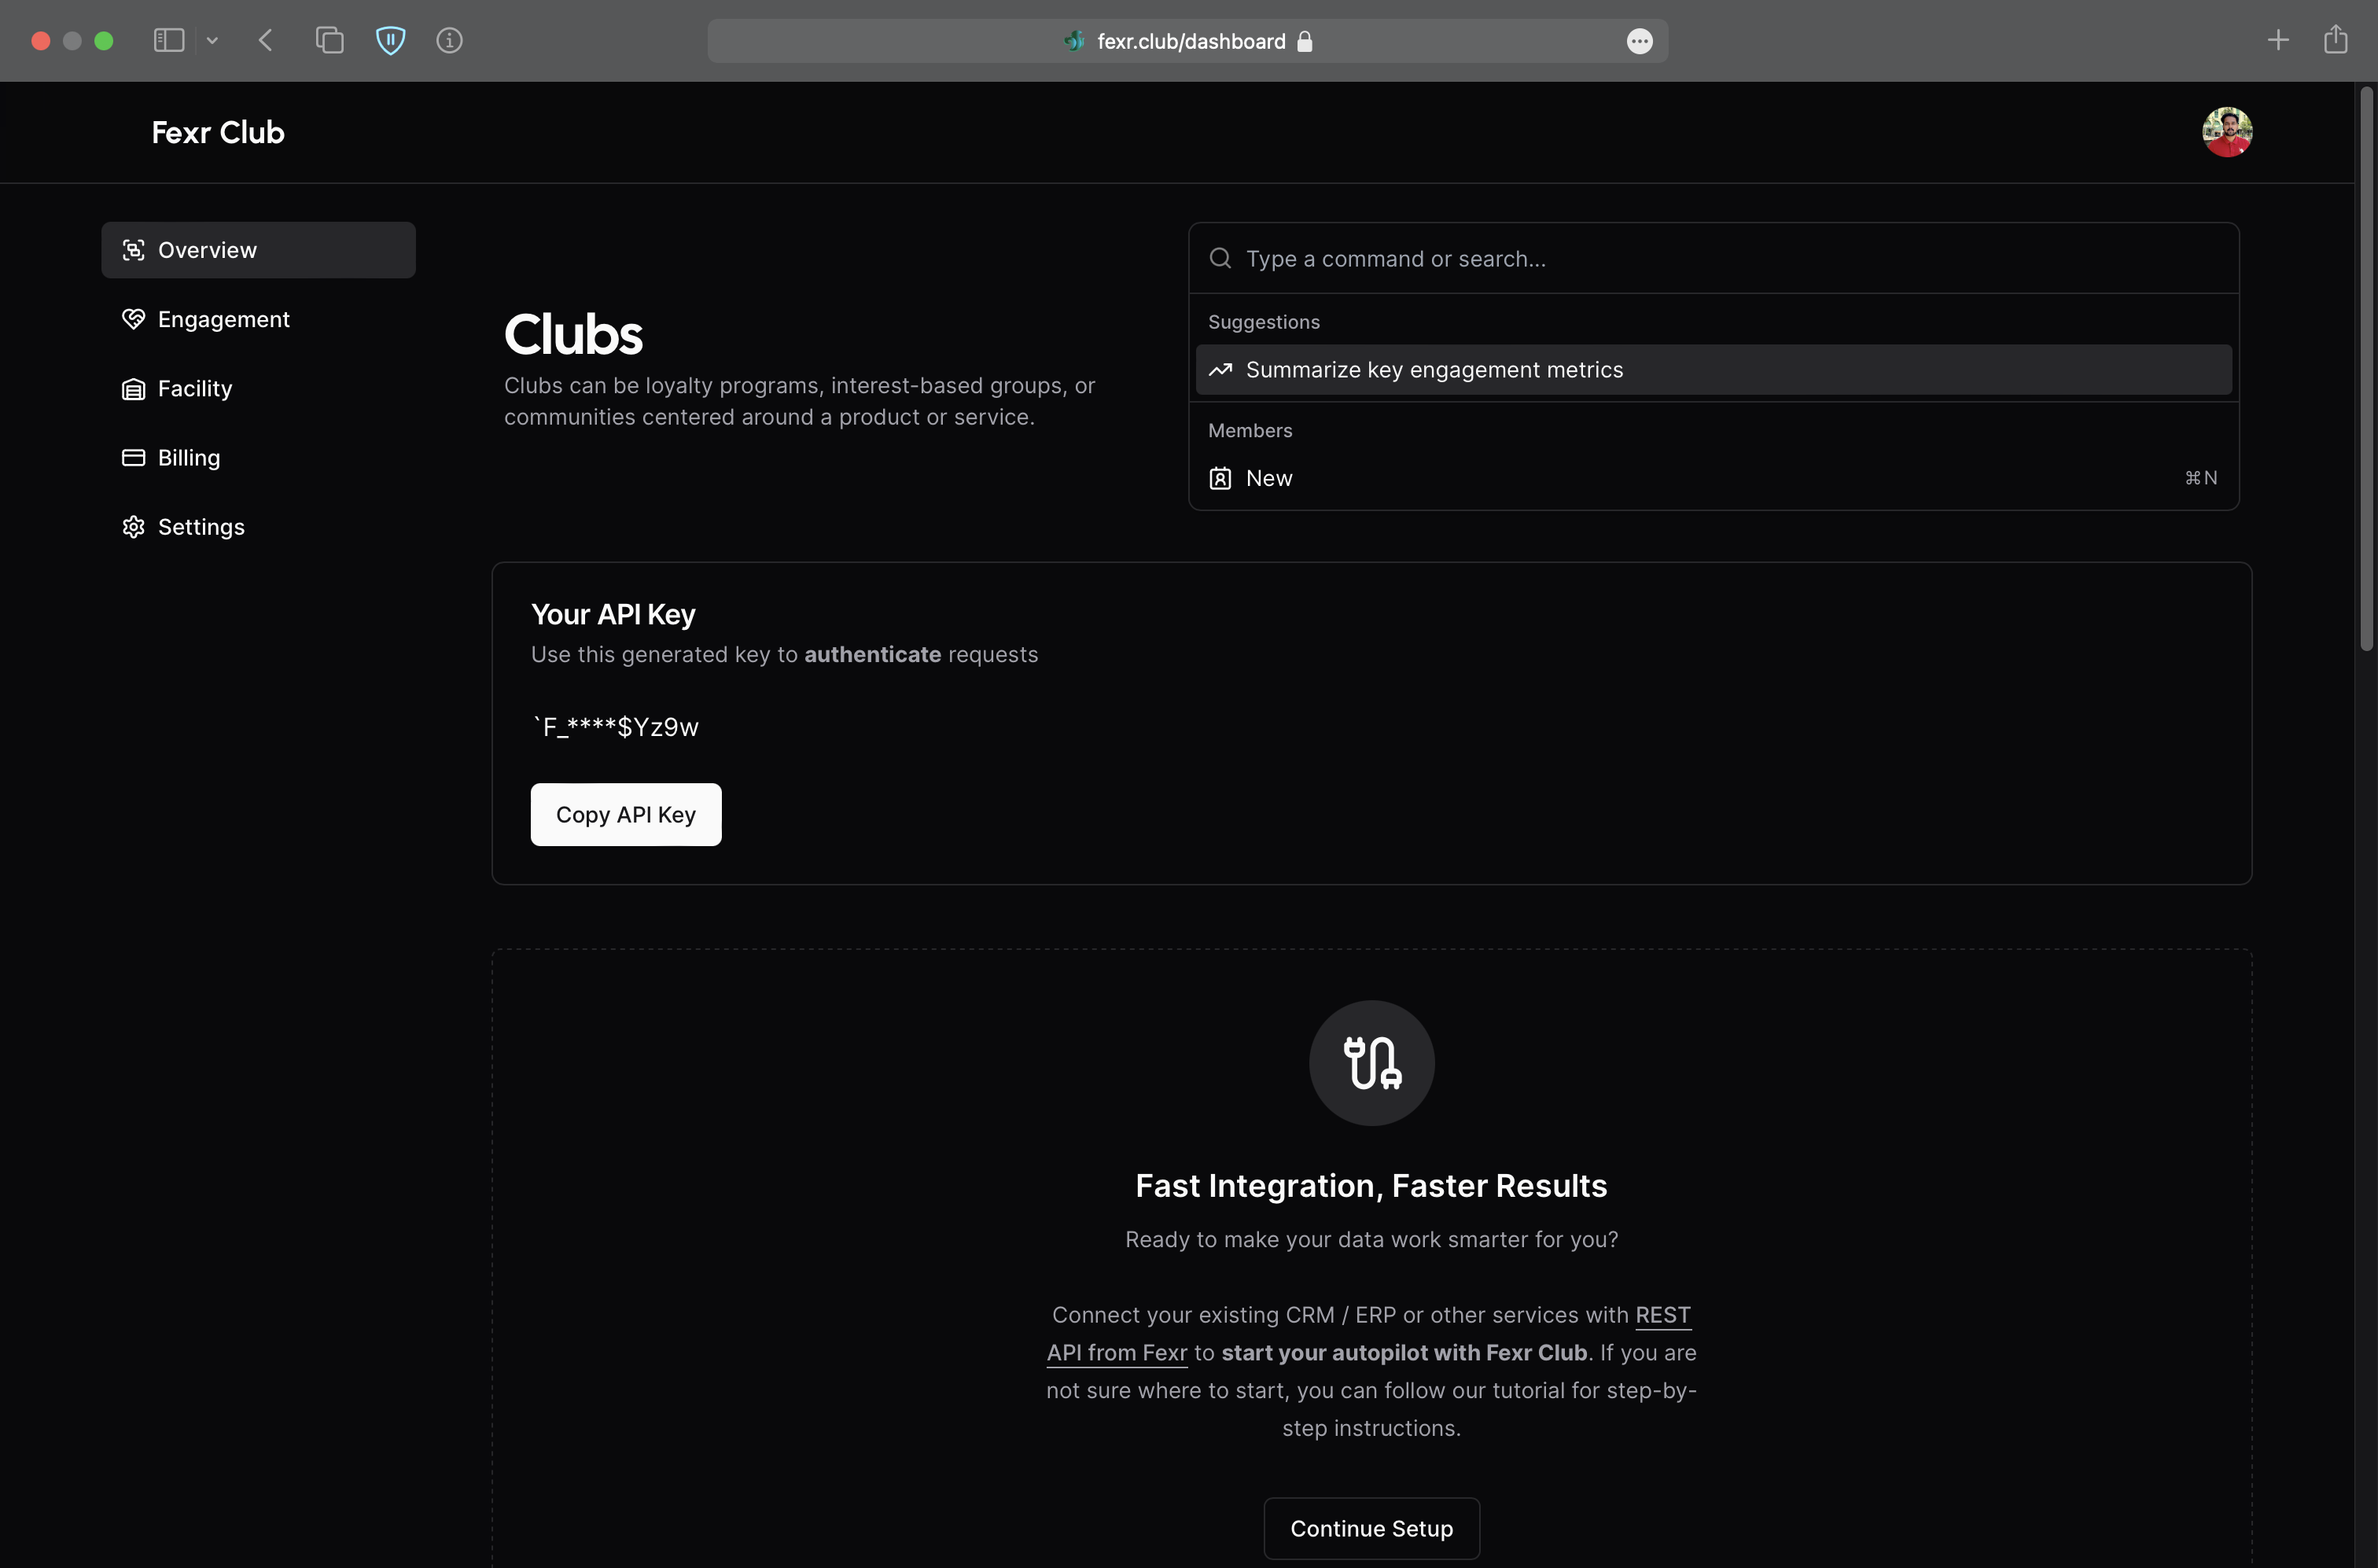 fexr.club/dashboard
Fexr Club
Overview
Engagement
Facility
Billing
Settings
Clubs
Clubs can be loyalty programs, interest-based groups, or
communities centered around a product or service.
Type a command or search...
Suggestions
Summarize key engagement metrics
Members
New ⌘N
Your API Key
Use this generated key to authenticate requests
`F_****$Yz9w
Copy API Key
Fast Integration, Faster Results
Ready to make your data work smarter for you?
Connect your existing CRM / ERP or other services with REST
API from Fexr to start your autopilot with Fexr Club. If you are
not sure where to start, you can follow our tutorial for step-by-
step instructions.
Continue Setup